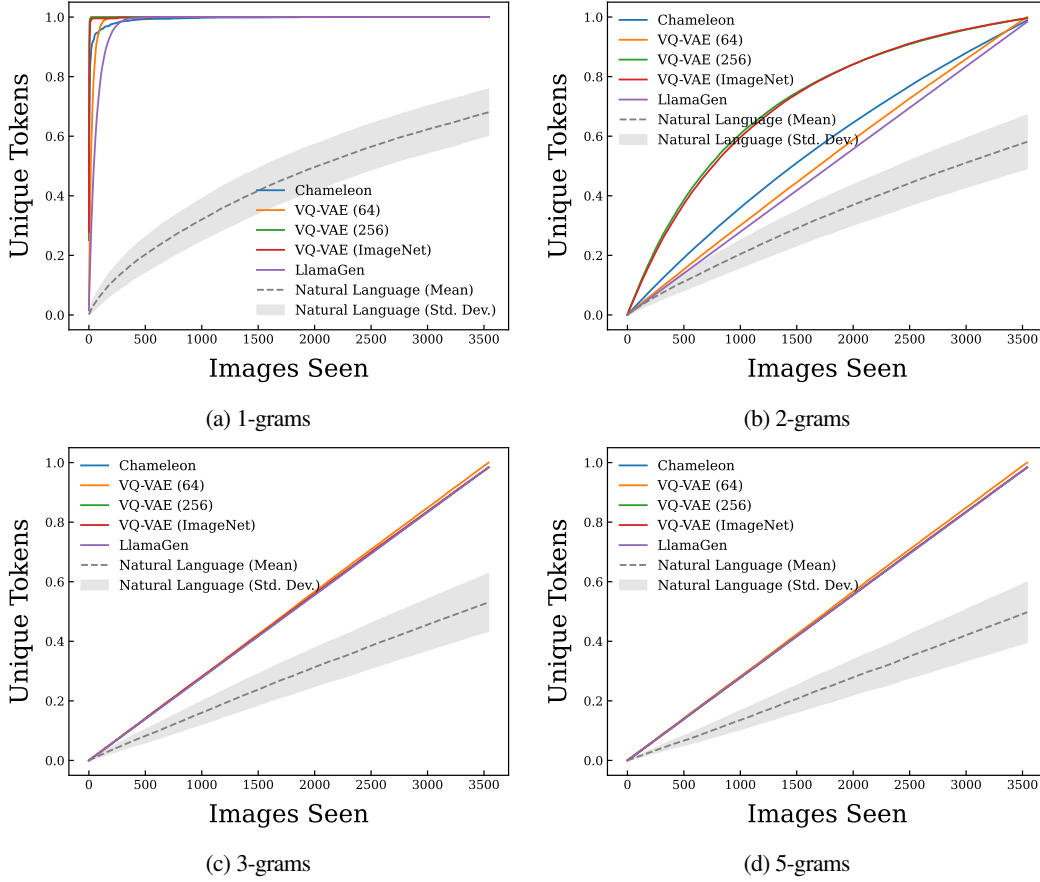 1.0
0.8
0.6
0.4
0.2
0.0
Unique Tokens
Chameleon
VQ-VAE (64)
VQ-VAE (256)
VQ-VAE (ImageNet)
LlamaGen
Natural Language (Mean)
Natural Language (Std. Dev.)
0 500 1000 1500 2000 2500 3000 3500
Images Seen
(a) 1-grams
1.0
0.8
0.6
0.4
0.2
0.0
Unique Tokens
Chameleon
VQ-VAE (64)
VQ-VAE (256)
VQ-VAE (ImageNet)
LlamaGen
Natural Language (Mean)
Natural Language (Std. Dev.)
0 500 1000 1500 2000 2500 3000 3500
Images Seen
(b) 2-grams
1.0
0.8
0.6
0.4
0.2
0.0
Unique Tokens
Chameleon
VQ-VAE (64)
VQ-VAE (256)
VQ-VAE (ImageNet)
LlamaGen
Natural Language (Mean)
Natural Language (Std. Dev.)
0 500 1000 1500 2000 2500 3000 3500
Images Seen
(c) 3-grams
1.0
0.8
0.6
0.4
0.2
0.0
Unique Tokens
Chameleon
VQ-VAE (64)
VQ-VAE (256)
VQ-VAE (ImageNet)
LlamaGen
Natural Language (Mean)
Natural Language (Std. Dev.)
0 500 1000 1500 2000 2500 3000 3500
Images Seen
(d) 5-grams